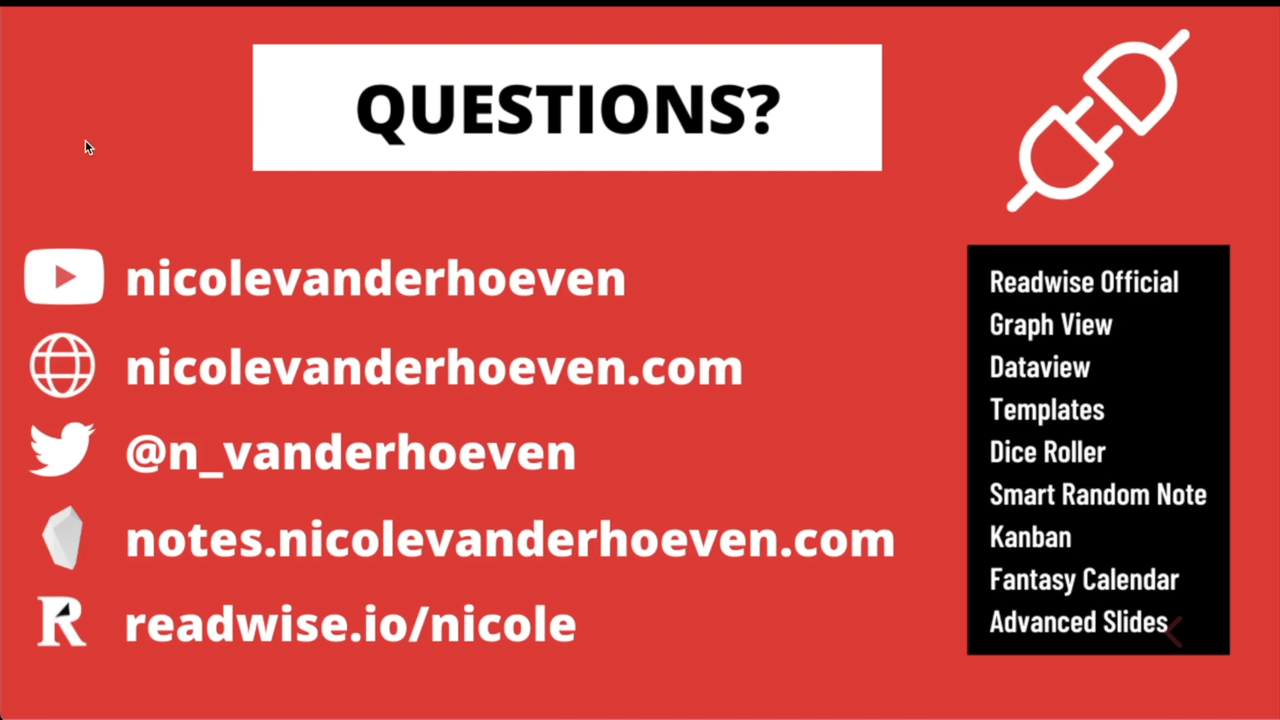 QUESTIONS?
nicolevanderhoeven
nicolevanderhoeven.com
@n_vanderhoeven
notes.nicolevanderhoeven.com
R
readwise.io/nicole
Readwise Official
Graph View
Dataview
Templates
Dice Roller
Smart Random Note
Kanban
Fantasy Calendar
Advanced Slides